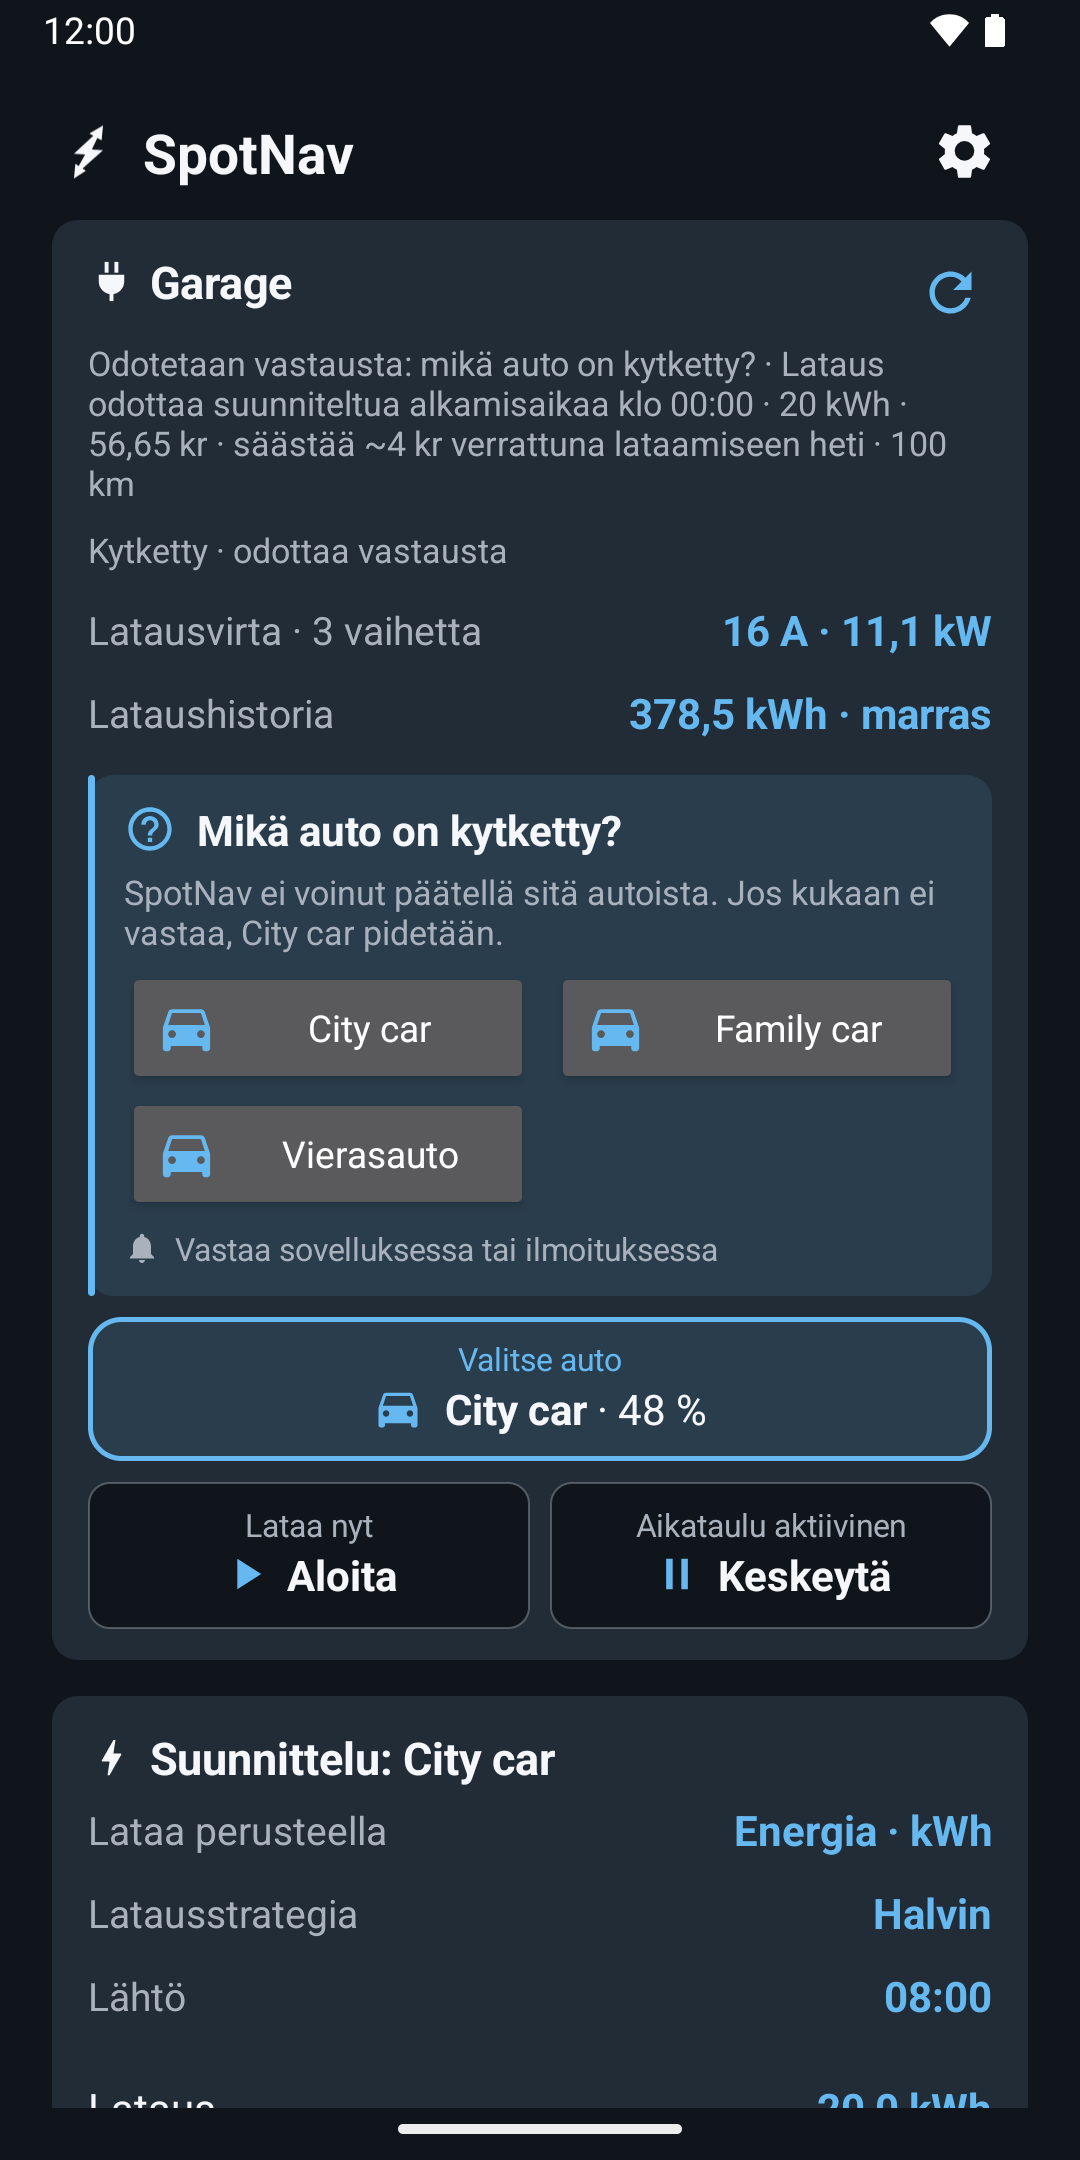 12:00
SpotNav
Garage
Odotetaan vastausta: mikä auto on kytketty? · Lataus
odottaa suunniteltua alkamisaikaa klo 00:00 · 20 kWh ·
56,65 kr · säästää ~4 kr verrattuna lataamiseen heti · 100
km
Kytketty · odottaa vastausta
Latausvirta · 3 vaihetta 16 A · 11,1 kW
Lataushistoria 378,5 kWh · marras
Mikä auto on kytketty?
SpotNav ei voinut päätellä sitä autoista. Jos kukaan ei
vastaa, City car pidetään.
City car Family car
Vierasauto
Vastaa sovelluksessa tai ilmoituksessa
Valitse auto
City car · 48 %
Lataa nyt Aikataulu aktiivinen
Aloita Keskeytä
Suunnittelu: City car
Lataa perusteella Energia · kWh
Latausstrategia Halvin
Lähtö 08:00
Lataus 20,0 kWh